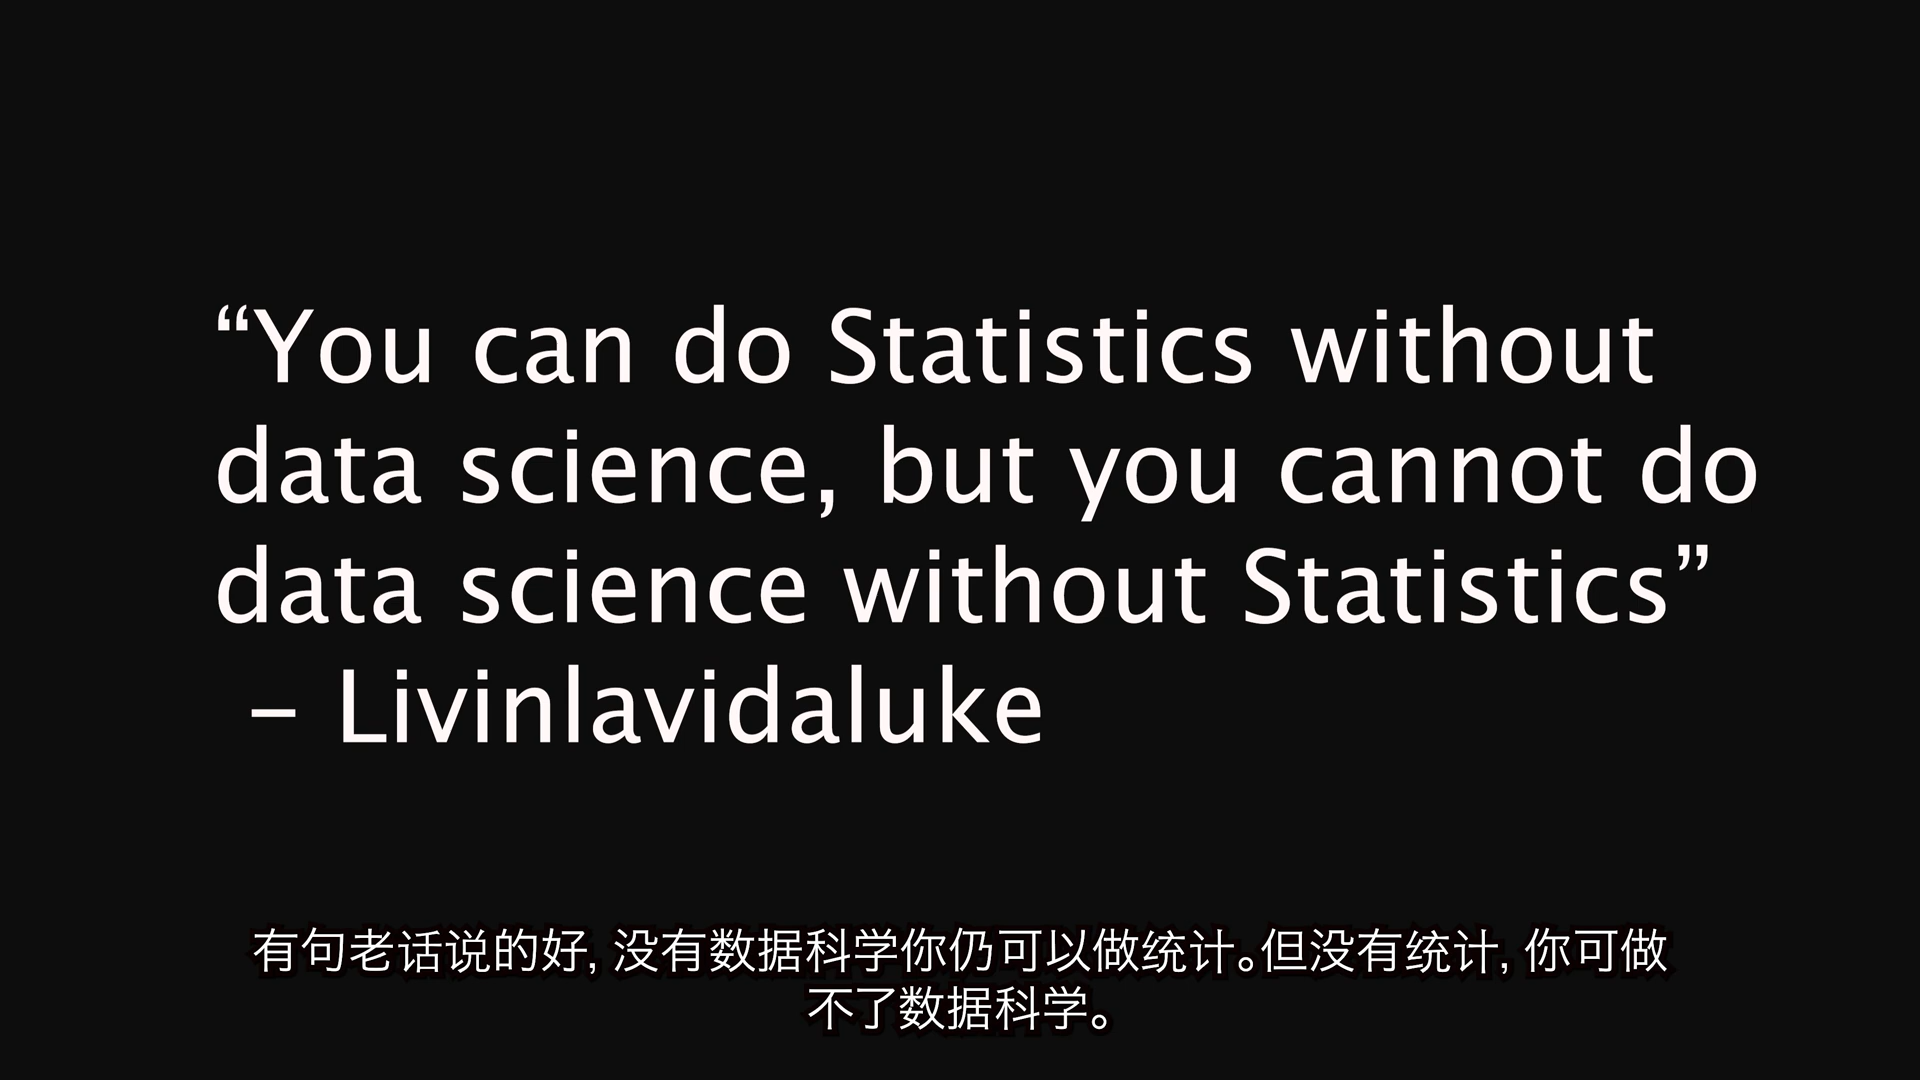 “You can do Statistics without
data science, but you cannot do
data science without Statistics”
– Livinlavidaluke
有句老话说的好, 没有数据科学你仍可以做统计。但没有统计, 你可做
不了数据科学。